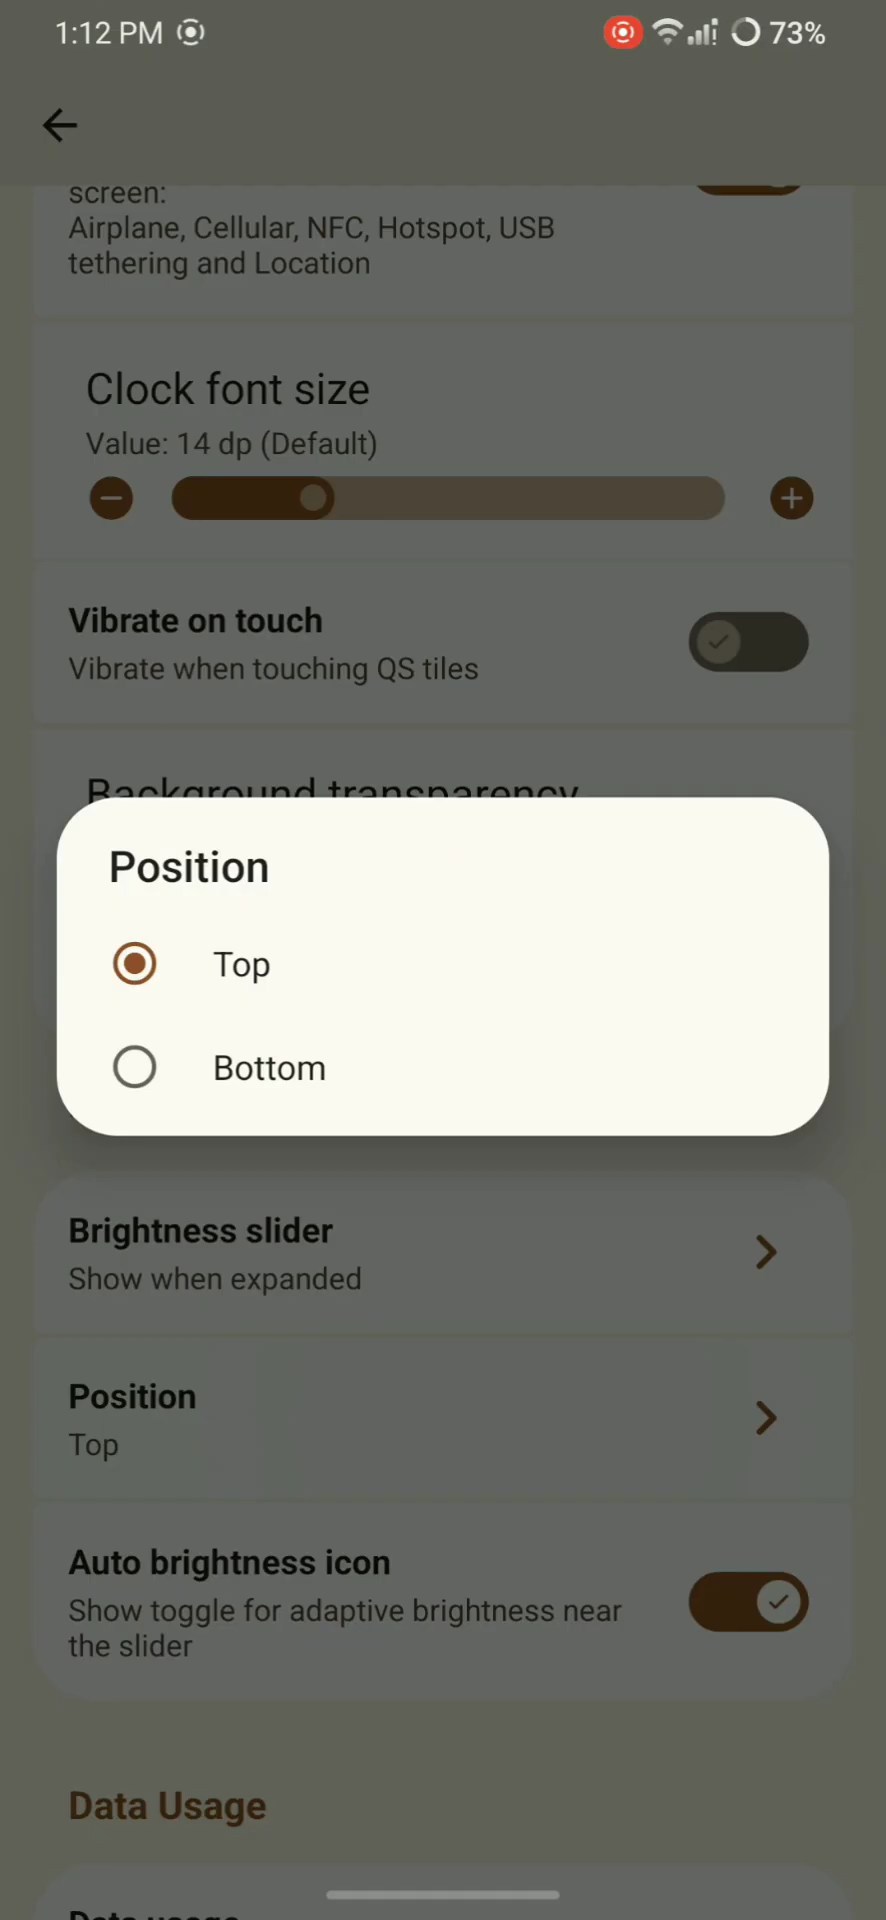 1:12 PM
73%
screen:
Airplane, Cellular, NFC, Hotspot, USB
tethering and Location
Clock font size
Value: 14 dp (Default)
Vibrate on touch
Vibrate when touching QS tiles
Background transparency
Position
Top
Bottom
Brightness slider
Show when expanded
Position
Top
Auto brightness icon
Show toggle for adaptive brightness near
the slider
Data Usage
Data usage